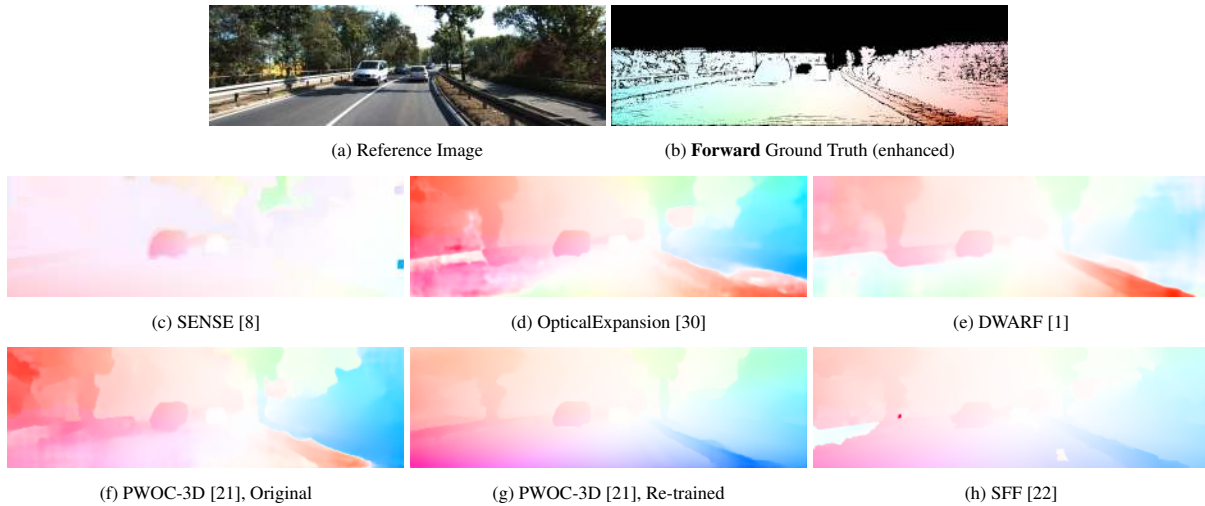 (a) Reference Image
(b) Forward Ground Truth (enhanced)
(c) SENSE [8]
(d) OpticalExpansion [30]
(e) DWARF [1]
(f) PWOC-3D [21], Original
(g) PWOC-3D [21], Re-trained
(h) SFF [22]